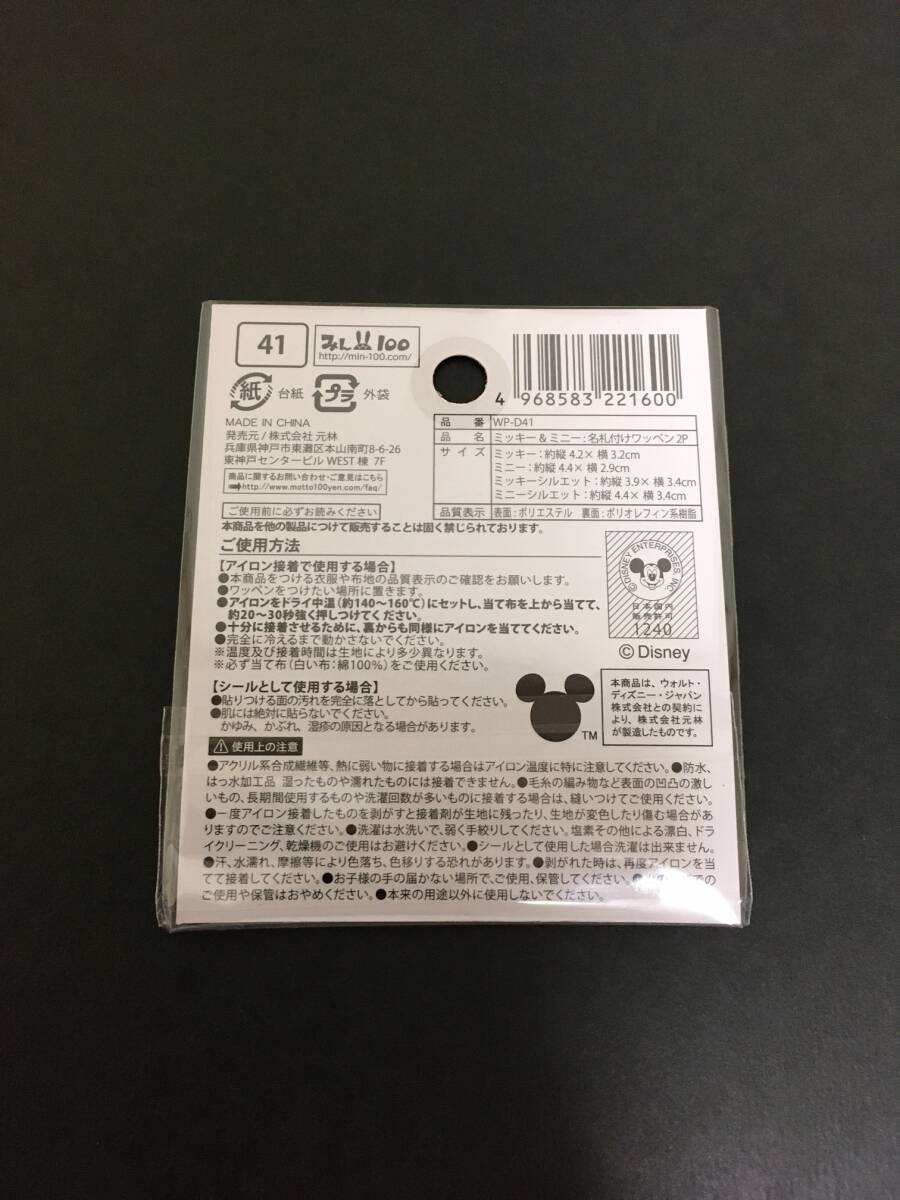 41
みん100
http://min-100.com/
紙 台紙 プラ 外袋
MADE IN CHINA
発売元/株式会社 元林
兵庫県神戸市東灘区本山南町8-6-26
東神戸センタービル WEST棟 7F
商品に関するお問い合わせ・ご意見はこちら
http://www.motto100yen.com/faq/
ご使用前に必ずお読みください
4 968583 221600
品番 WP-D41
品名 ミッキー&ミニー:名札付けワッペン2P
サイズ ミッキー:約縦 4.2×横 3.2cm
ミニー:約縦 4.4×横 2.9cm
ミッキーシルエット:約縦 3.9×横 3.4cm
ミニーシルエット:約縦 4.4×横 3.4cm
品質表示 表面:ポリエステル 裏面:ポリオレフィン系樹脂
本商品を他の製品につけて販売することは固く禁じられております。
ご使用方法
【アイロン接着で使用する場合】
●本商品をつける衣服や布地の品質表示のご確認をお願いします。
●ワッペンをつけたい場所に置きます。
●アイロンをドライ中温(約140~160℃)にセットし、当て布を上から当てて、
約20~30秒強く押しつけてください。
●十分に接着させるために、裏からも同様にアイロンを当ててください。
●完全に冷えるまで動かさないでください。
※温度及び接着時間は生地により多少異なります。
※必ず当て布(白い布:綿100%)をご使用ください。
©DISNEY ENTERPRISES, INC.
日本国内
販売許可
1240
©Disney
【シールとして使用する場合】
●貼りつける面の汚れを完全に落としてから貼ってください。
●肌には絶対に貼らないでください。
かゆみ、かぶれ、湿疹の原因となる場合があります。
TM
本商品は、ウォルト・
ディズニー・ジャパン
株式会社との契約に
より、株式会社元林
が製造したものです。
使用上の注意
●アクリル系合成繊維等、熱に弱い物に接着する場合はアイロン温度に特に注意してください。●防水、
はっ水加工品 湿ったものや濡れたものには接着できません。●毛糸の編み物など表面の凹凸の激し
いもの、長期間使用するものや洗濯回数が多いものに接着する場合は、縫いつけてご使用ください。
●一度アイロン接着したものを剥がすと接着剤が生地に残ったり、生地が変色したり傷む場合があ
りますのでご注意ください。●洗濯は水洗いで、弱く手絞りしてください。塩素その他による漂白、ドラ
イクリーニング、乾燥機のご使用はお避けください。●シールとして使用した場合洗濯は出来ません。
●汗、水濡れ、摩擦等により色落ち、色移りする恐れがあります。●剥がれた時は、再度アイロンを当
てて接着してください。●お子様の手の届かない場所で、ご使用、保管してください。●での
ご使用や保管はおやめください。●本来の用途以外に使用しないでください。